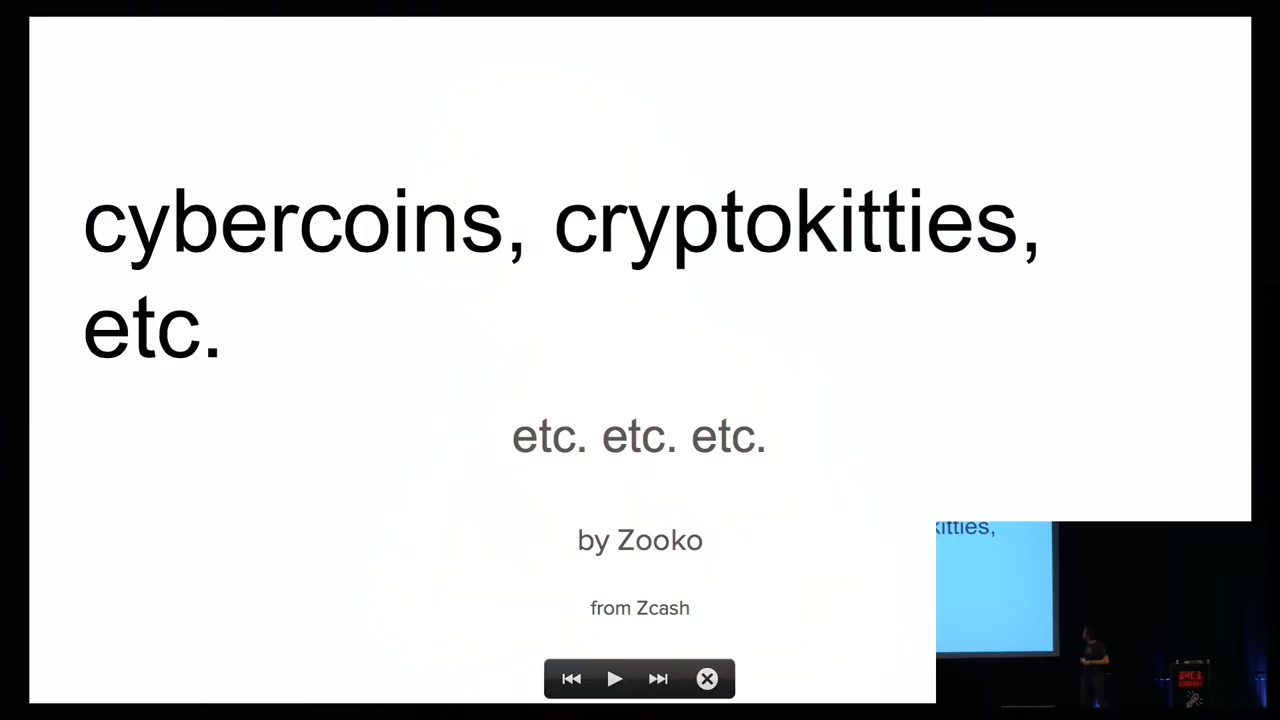 cybercoins, cryptokitties,
etc.
etc. etc. etc.
by Zooko
from Zcash
kitties,